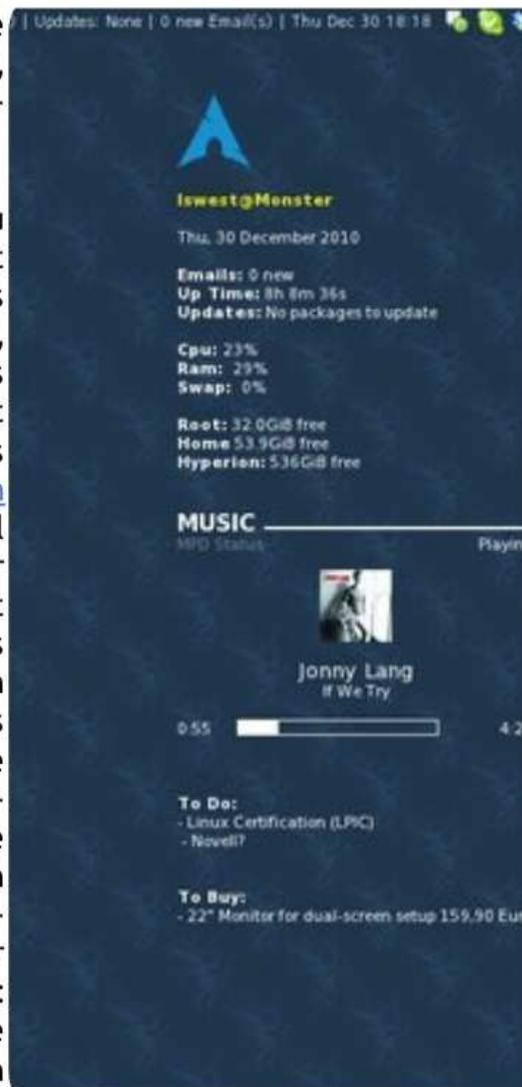 | Updates: None | 0 new Email(s) | Thu Dec 30 18:18
lswest@Monster
Thu, 30 December 2010
Emails: 0 new
Up Time: 8h 8m 36s
Updates: No packages to update
Cpu: 23%
Ram: 29%
Swap: 0%
Root: 32.0GiB free
Home 53.9GiB free
Hyperion: 536GiB free
MUSIC
MPD Status Playin
Jonny Lang
If We Try
0:55 4:2
To Do:
- Linux Certification (LPIC)
- Novell?
To Buy:
- 22" Monitor for dual-screen setup 159,90 Eur